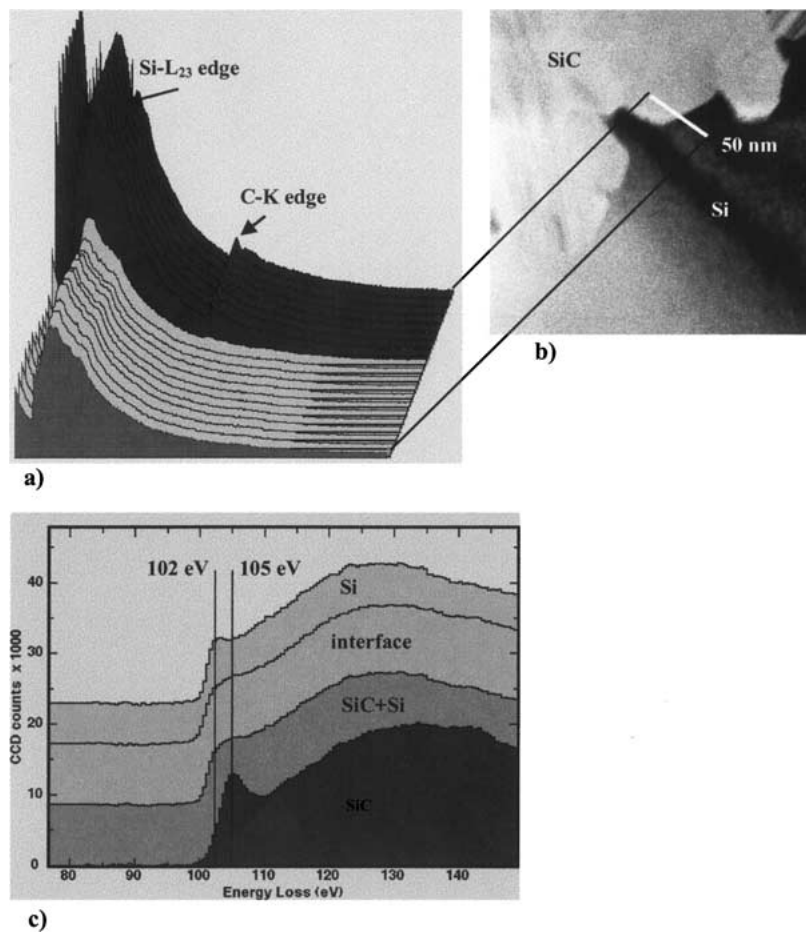 Si-L23 edge
C-K edge
a)
SiC
50 nm
Si
b)
102 eV
105 eV
Si
interface
SiC+Si
SiC
CCD counts x 1000
40
30
20
10
0
80
90
100
110
120
130
140
Energy Loss (eV)
c)